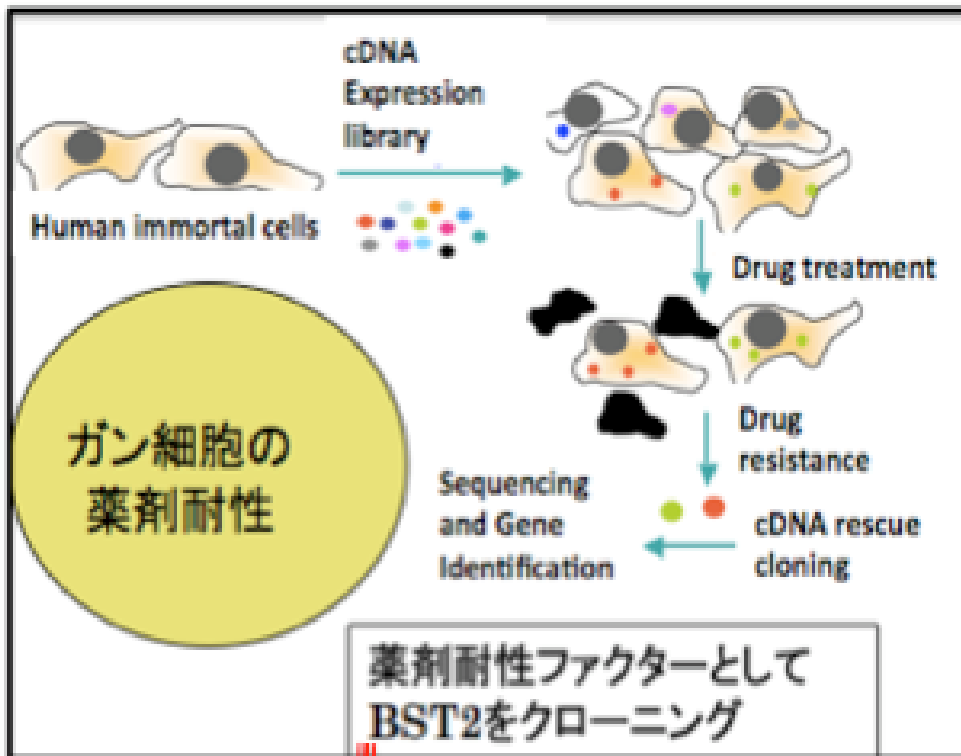 cDNA
Expression
library
Human immortal cells
Drug treatment
Drug
resistance
cDNA rescue
cloning
Sequencing
and Gene
Identification
ガン細胞の
薬剤耐性
薬剤耐性ファクターとして
BST2をクローニング